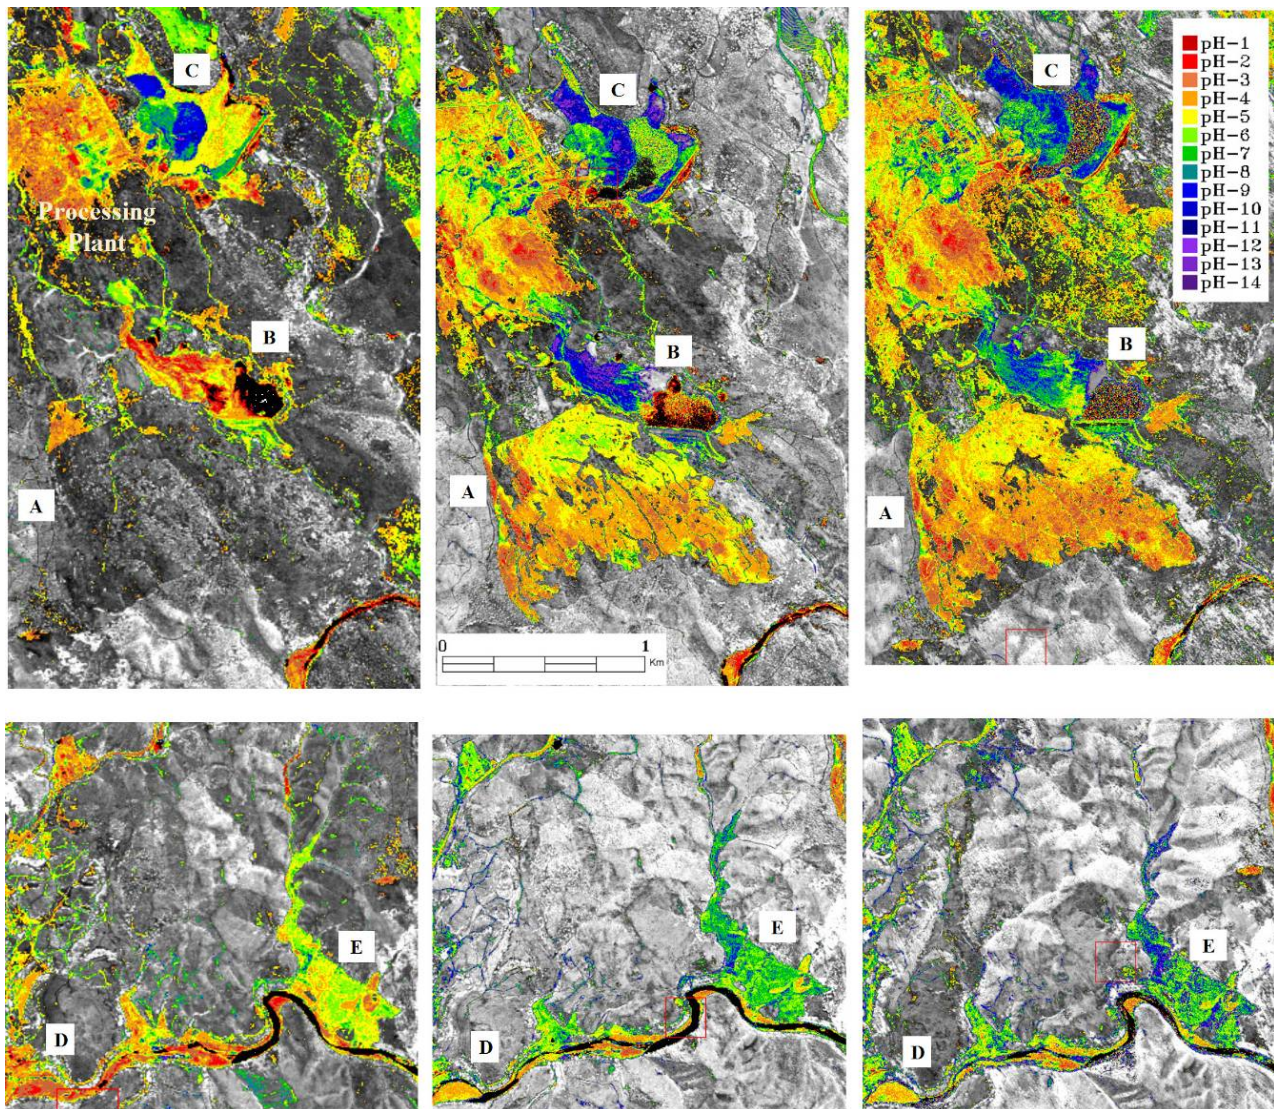 C
Processing
Plant
B
A
C
B
A
0 1
Km
C
B
A
pH-1
pH-2
pH-3
pH-4
pH-5
pH-6
pH-7
pH-8
pH-9
pH-10
pH-11
pH-12
pH-13
pH-14
E
D
E
D
E
D